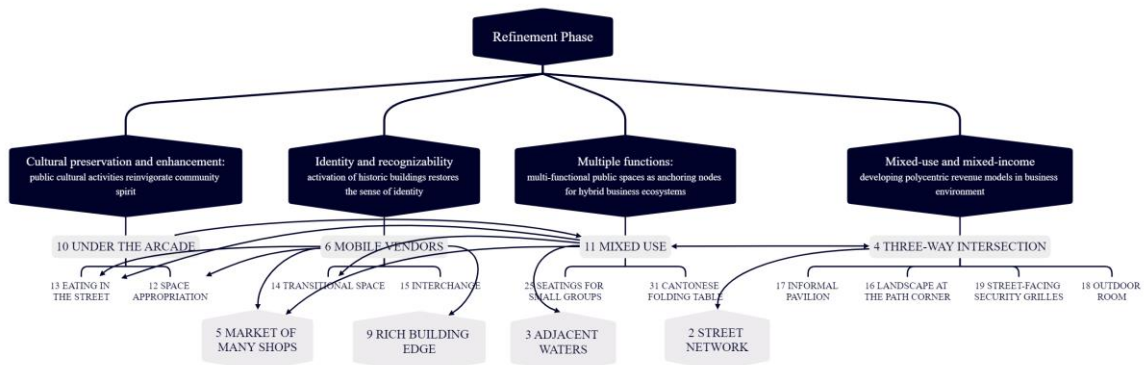 Refinement Phase
Cultural preservation and enhancement:
public cultural activities reinvigorate community
spirit
Identity and recognizability
activation of historic buildings restores
the sense of identity
Multiple functions:
multi-functional public spaces as anchoring nodes
for hybrid business ecosystems
Mixed-use and mixed-income
developing polycentric revenue models in business
environment
10 UNDER THE ARCADE
6 MOBILE VENDORS
11 MIXED USE
4 THREE-WAY INTERSECTION
13 EATING IN
THE STREET
12 SPACE
APPROPRIATION
14 TRANSITIONAL SPACE
15 INTERCHANGE
25 SEATINGS FOR
SMALL GROUPS
31 CANTONESE
FOLDING TABLE
17 INFORMAL
PAVILION
16 LANDSCAPE AT
THE PATH CORNER
19 STREET-FACING
SECURITY GRILLES
18 OUTDOOR
ROOM
5 MARKET OF
MANY SHOPS
9 RICH BUILDING
EDGE
3 ADJACENT
WATERS
2 STREET
NETWORK